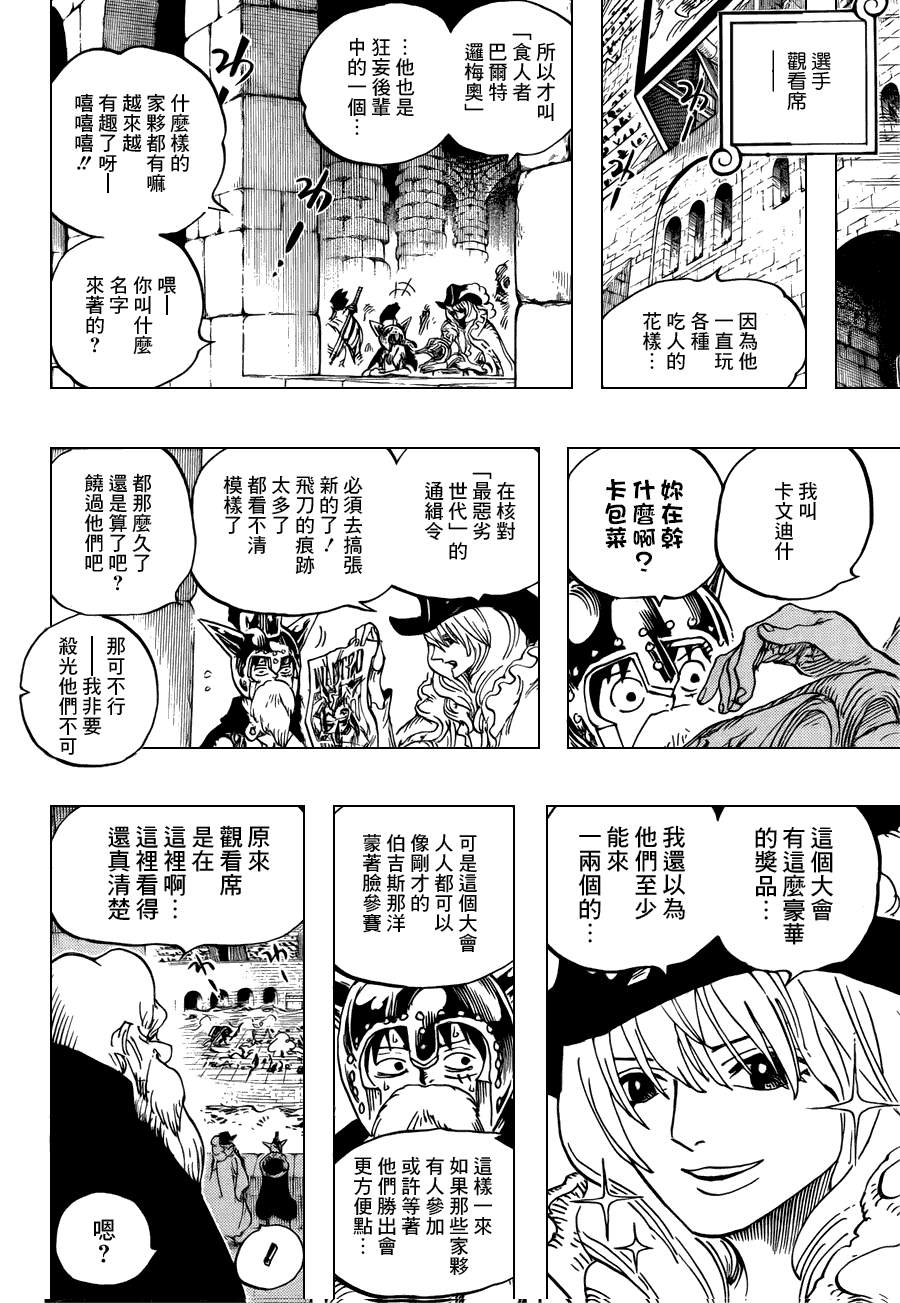 選手
觀看席
——
因為他
一直玩
各種
吃人的
花樣…
所以才叫
「食人者
巴爾特
邏梅奧」
…他也是
狂妄後輩
中的一個…
わー
わー
わー
什麼樣的
家夥都有嘛
越來越
有趣了呀——
嘻嘻嘻!!
喂——
你叫什麼
名字
來著的?
我叫
卡文迪什
妳在幹
什麼啊?
卡包菜
在核對
「最惡劣
世代」的
通緝令
必須去搞張
新的了!
飛刀的痕跡
太多了
都看不清
模樣了
都那麼久了
還是算了吧?
饒過他們吧
那可不行
——我非要
殺光他們不可
這個大會
有這麼豪華
的獎品…
我還以為
他們至少
能來
一兩個的…
可是這個大會
人人都可以
像剛才的
伯吉斯那洋
蒙著臉參賽
這樣一來
如果那些家夥
有人參加
或許等著
他們勝出會
更方便點…
原來
觀看席
是在
這裡啊…
這裡看得
還真清楚
わー
わー
!
嗯?